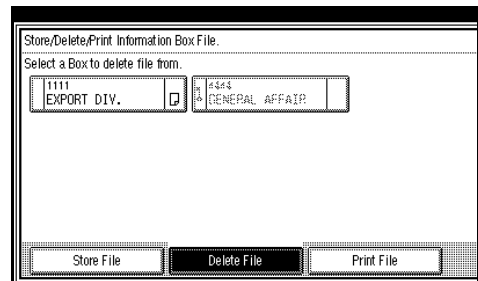 Store/Delete/Print Information Box File.
Select a Box to delete file from.
1111
EXPORT DIV.
GENERAL AFFAIR
Store File
Delete File
Print File